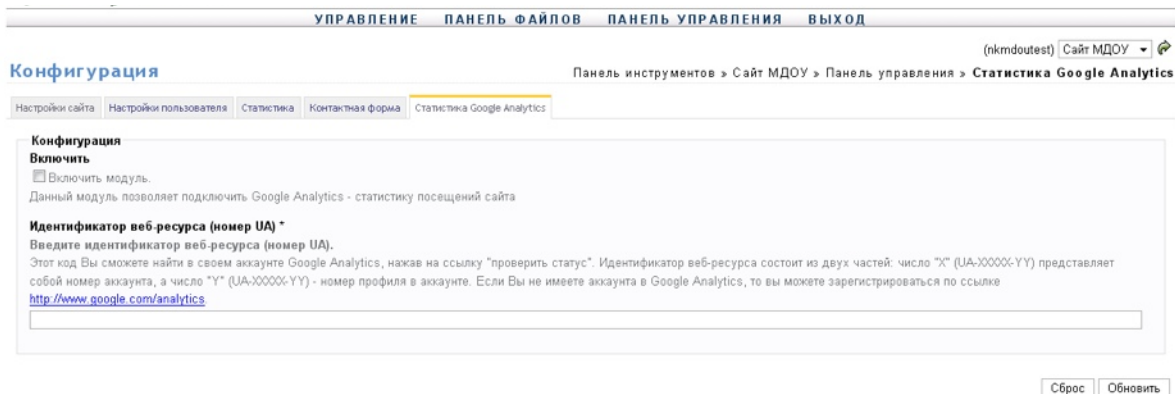 УПРАВЛЕНИЕ ПАНЕЛЬ ФАЙЛОВ ПАНЕЛЬ УПРАВЛЕНИЯ ВЫХОД
(nkmdoutest) Сайт МДОУ
Конфигурация
Панель инструментов » Сайт МДОУ » Панель управления » Статистика Google Analytics
Настройки сайта Настройки пользователя Статистика Контактная форма Статистика Google Analytics
Конфигурация
Включить
Включить модуль.
Данный модуль позволяет подключить Google Analytics - статистику посещений сайта
Идентификатор веб-ресурса (номер UA) *
Введите идентификатор веб-ресурса (номер UA).
Этот код Вы сможете найти в своем аккаунте Google Analytics, нажав на ссылку "проверить статус". Идентификатор веб-ресурса состоит из двух частей: число "X" (UA-XXXXX-YY) представляет
собой номер аккаунта, а число "Y" (UA-XXXXX-YY) - номер профиля в аккаунте. Если Вы не имеете аккаунта в Google Analytics, то вы можете зарегистрироваться по ссылке
http://www.google.com/analytics
Сброс Обновить